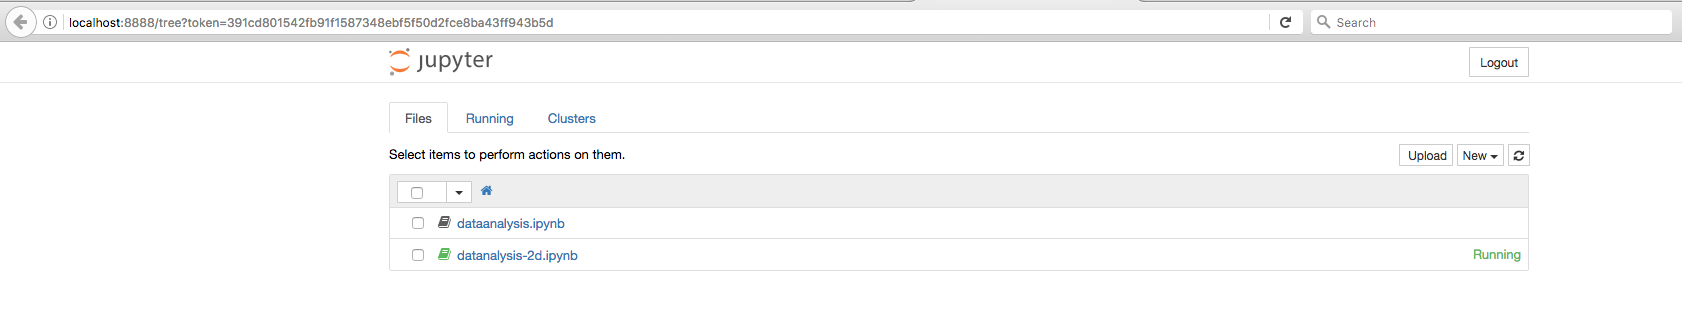 localhost:8888/tree?token=391cd801542fb91f1587348ebf5f50d2fce8ba43ff943b5d
Search
jupyter
Logout
Files Running Clusters
Select items to perform actions on them.
Upload New
dataanalysis.ipynb
datanalysis-2d.ipynb Running